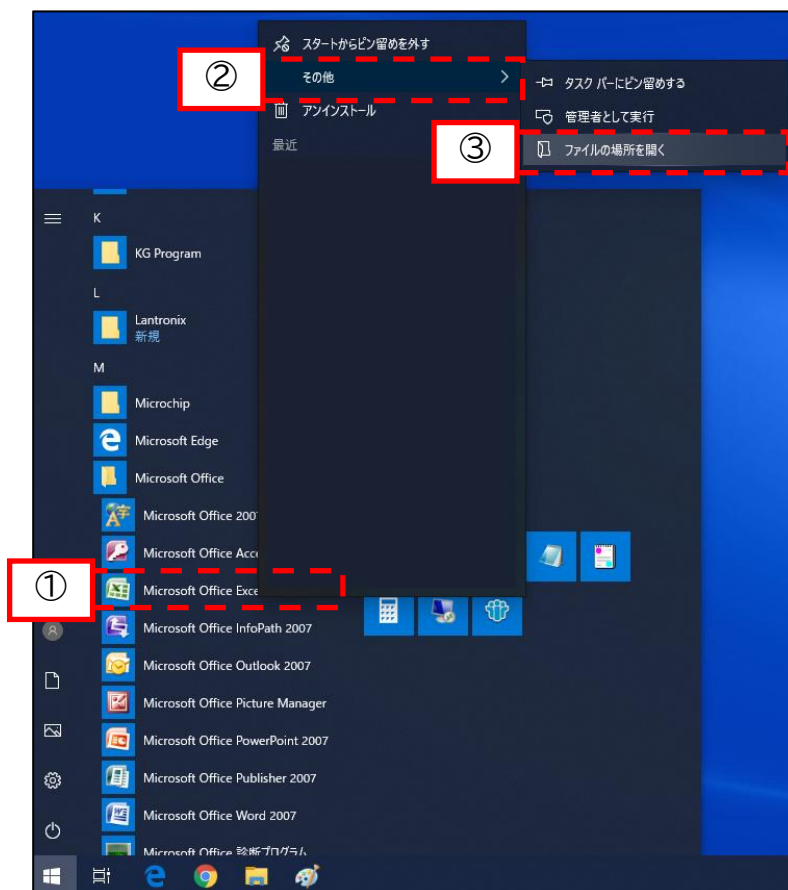 スタートからピン留めを外す
②
その他
タスク バーにピン留めする
アンインストール
管理者として実行
最近
③
ファイルの場所を開く
K
KG Program
L
Lantronix
新規
M
Microchip
Microsoft Edge
Microsoft Office
Microsoft Office 200
Microsoft Office Acce
①
Microsoft Office Exce
Microsoft Office InfoPath 2007
Microsoft Office Outlook 2007
Microsoft Office Picture Manager
Microsoft Office PowerPoint 2007
Microsoft Office Publisher 2007
Microsoft Office Word 2007
Microsoft Office 診断プログラム